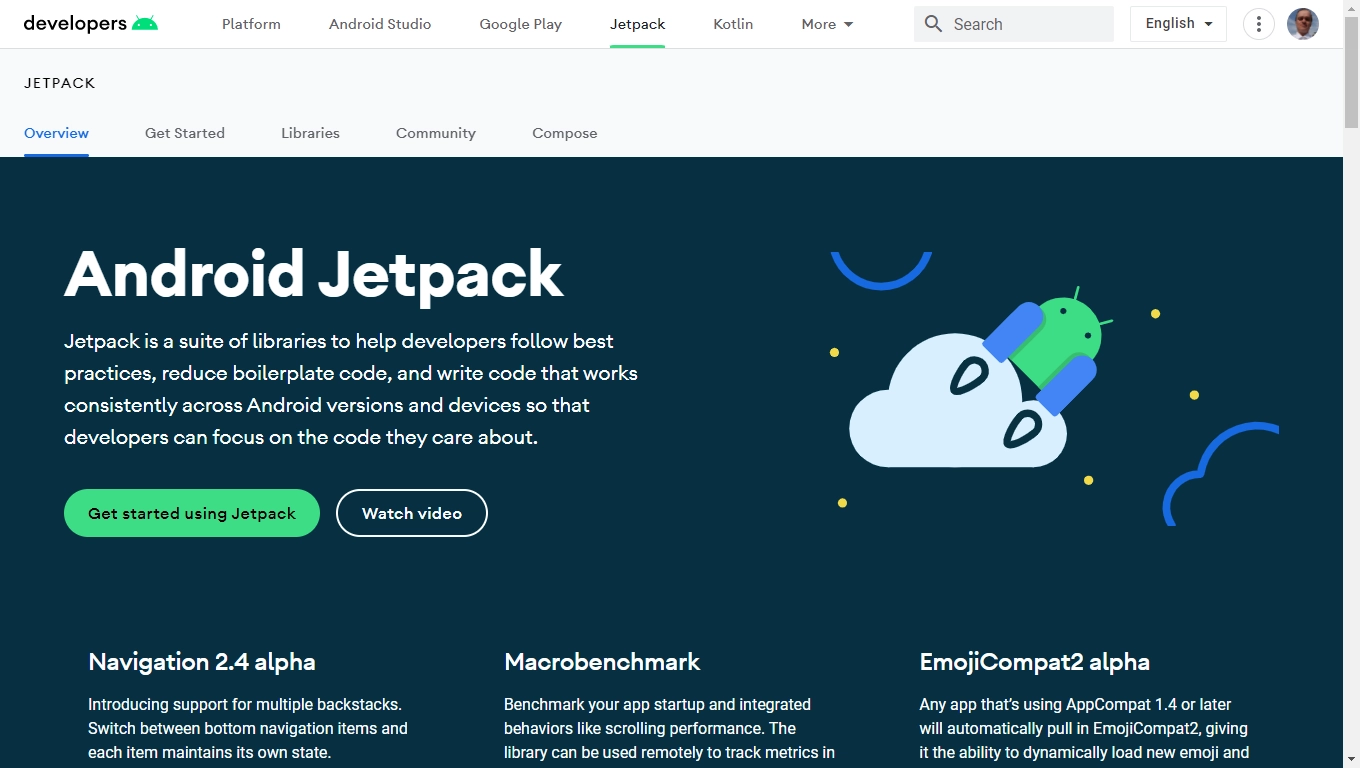 developers
Platform
Android Studio
Google Play
Jetpack
Kotlin
More
Search
English
JETPACK
Overview
Get Started
Libraries
Community
Compose
Android Jetpack
Jetpack is a suite of libraries to help developers follow best
practices, reduce boilerplate code, and write code that works
consistently across Android versions and devices so that
developers can focus on the code they care about.
Get started using Jetpack
Watch video
Navigation 2.4 alpha
Introducing support for multiple backstacks.
Switch between bottom navigation items and
each item maintains its own state.
Macrobenchmark
Benchmark your app startup and integrated
behaviors like scrolling performance. The
library can be used remotely to track metrics in
EmojiCompat2 alpha
Any app that's using AppCompat 1.4 or later
will automatically pull in EmojiCompat2, giving
it the ability to dynamically load new emoji and